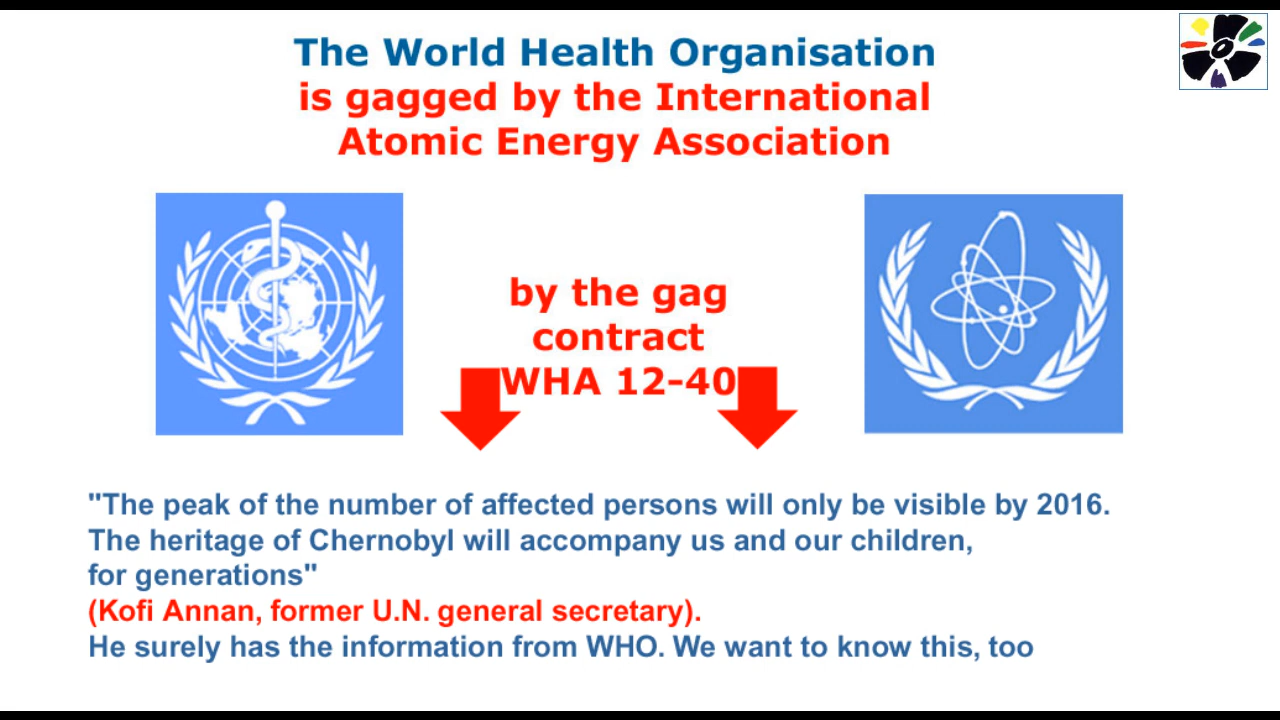 The World Health Organisation
is gagged by the International
Atomic Energy Association
by the gag
contract
WHA 12-40
"The peak of the number of affected persons will only be visible by 2016.
The heritage of Chernobyl will accompany us and our children,
for generations"
(Kofi Annan, former U.N. general secretary).
He surely has the information from WHO. We want to know this, too